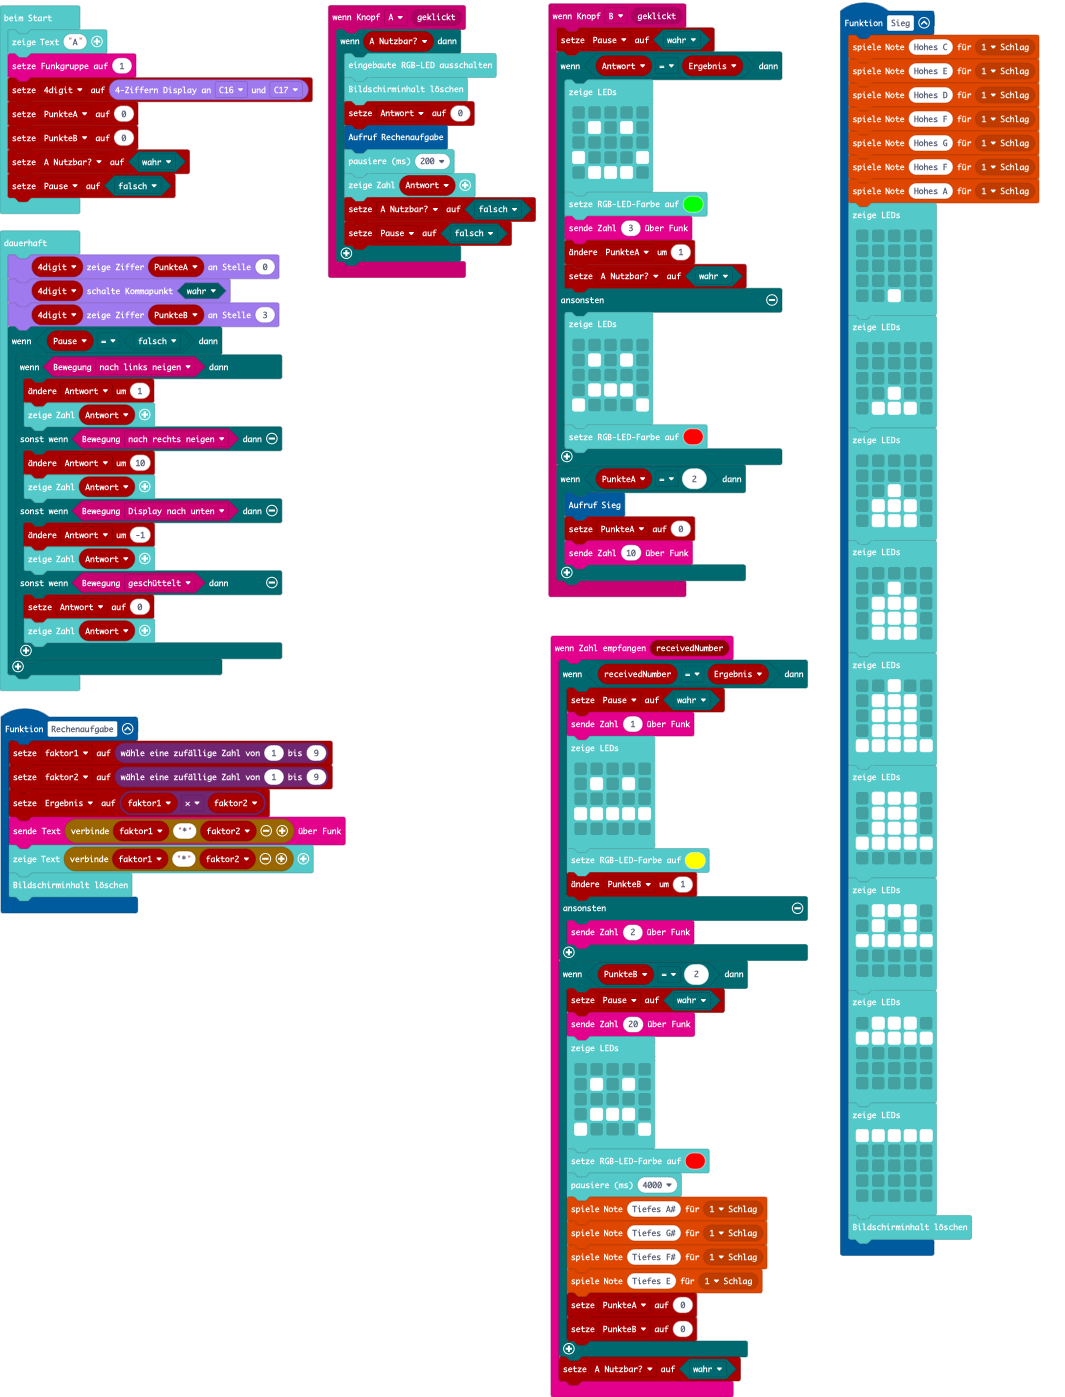 beim Start
zeige Text "A"
setze Funkgruppe auf 1
setze 4digit auf 4-Ziffern Display an C16 und C17
setze PunkteA auf 0
setze PunkteB auf 0
setze A Nutzbar? auf wahr
setze Pause auf falsch
dauerhaft
4digit zeige Ziffer PunkteA an Stelle 0
4digit schalte Kommapunkt wahr
4digit zeige Ziffer PunkteB an Stelle 3
wenn Pause = falsch dann
wenn Bewegung nach links neigen dann
ändere Antwort um 1
zeige Zahl Antwort
sonst wenn Bewegung nach rechts neigen dann
ändere Antwort um 10
zeige Zahl Antwort
sonst wenn Bewegung Display nach unten dann
ändere Antwort um -1
zeige Zahl Antwort
sonst wenn Bewegung geschüttelt dann
setze Antwort auf 0
zeige Zahl Antwort
Funktion Rechenaufgabe
setze faktor1 auf wähle eine zufällige Zahl von 1 bis 9
setze faktor2 auf wähle eine zufällige Zahl von 1 bis 9
setze Ergebnis auf faktor1 × faktor2
sende Text verbinde faktor1 "*" faktor2 über Funk
zeige Text verbinde faktor1 "*" faktor2
Bildschirminhalt löschen
wenn Knopf A geklickt
wenn A Nutzbar? dann
eingebaute RGB-LED ausschalten
Bildschirminhalt löschen
setze Antwort auf 0
Aufruf Rechenaufgabe
pausiere (ms) 200
zeige Zahl Antwort
setze A Nutzbar? auf falsch
setze Pause auf falsch
wenn Knopf B geklickt
setze Pause auf wahr
wenn Antwort = Ergebnis dann
zeige LEDs
setze RGB-LED-Farbe auf
sende Zahl 3 über Funk
ändere PunkteA um 1
setze A Nutzbar? auf wahr
ansonsten
zeige LEDs
setze RGB-LED-Farbe auf
wenn PunkteA = 2 dann
Aufruf Sieg
setze PunkteA auf 0
sende Zahl 10 über Funk
wenn Zahl empfangen receivedNumber
wenn receivedNumber = Ergebnis dann
setze Pause auf wahr
sende Zahl 1 über Funk
zeige LEDs
setze RGB-LED-Farbe auf
ändere PunkteB um 1
ansonsten
sende Zahl 2 über Funk
wenn PunkteB = 2 dann
setze Pause auf wahr
sende Zahl 20 über Funk
zeige LEDs
setze RGB-LED-Farbe auf
pausiere (ms) 4000
spiele Note Tiefes A# für 1 Schlag
spiele Note Tiefes G# für 1 Schlag
spiele Note Tiefes F# für 1 Schlag
spiele Note Tiefes E für 1 Schlag
setze PunkteA auf 0
setze PunkteB auf 0
setze A Nutzbar? auf wahr
Funktion Sieg
spiele Note Hohes C für 1 Schlag
spiele Note Hohes E für 1 Schlag
spiele Note Hohes D für 1 Schlag
spiele Note Hohes F für 1 Schlag
spiele Note Hohes G für 1 Schlag
spiele Note Hohes F für 1 Schlag
spiele Note Hohes A für 1 Schlag
zeige LEDs
zeige LEDs
zeige LEDs
zeige LEDs
zeige LEDs
zeige LEDs
zeige LEDs
zeige LEDs
zeige LEDs
Bildschirminhalt löschen